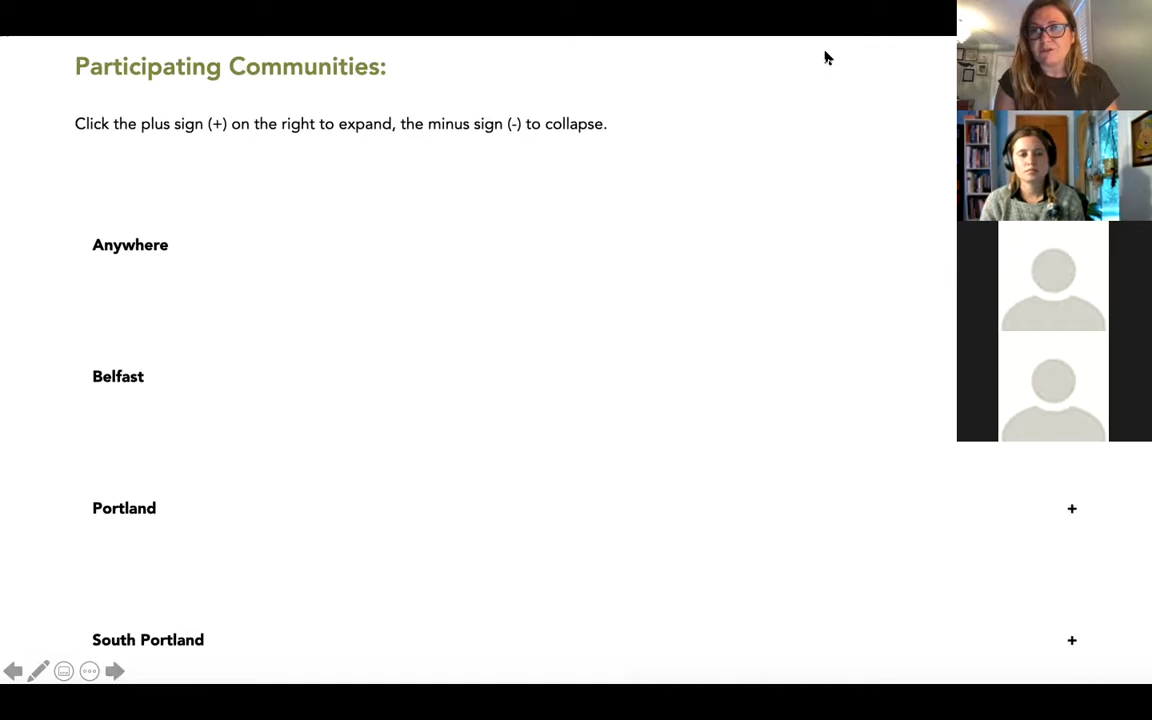 Participating Communities:
Click the plus sign (+) on the right to expand, the minus sign (-) to collapse.
Anywhere
Belfast
Portland +
South Portland +